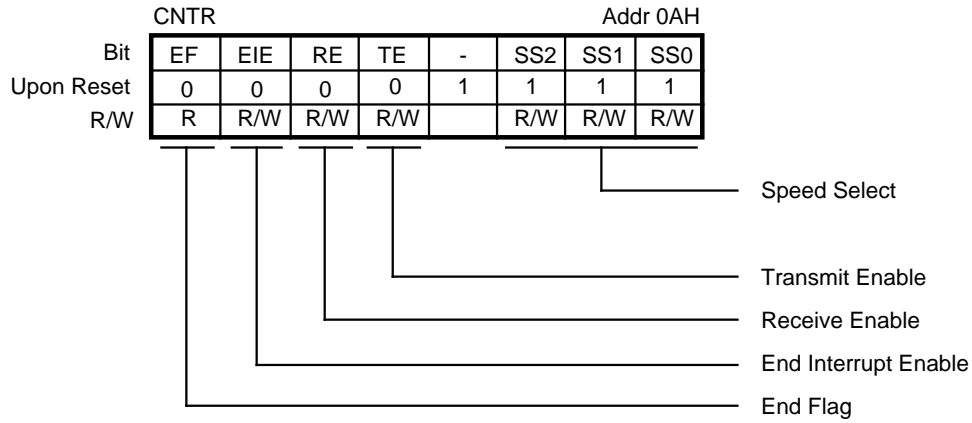 CNTR Addr 0AH
Bit EF EIE RE TE - SS2 SS1 SS0
Upon Reset 0 0 0 0 1 1 1 1
R/W R R/W R/W R/W R/W R/W R/W
Speed Select
Transmit Enable
Receive Enable
End Interrupt Enable
End Flag